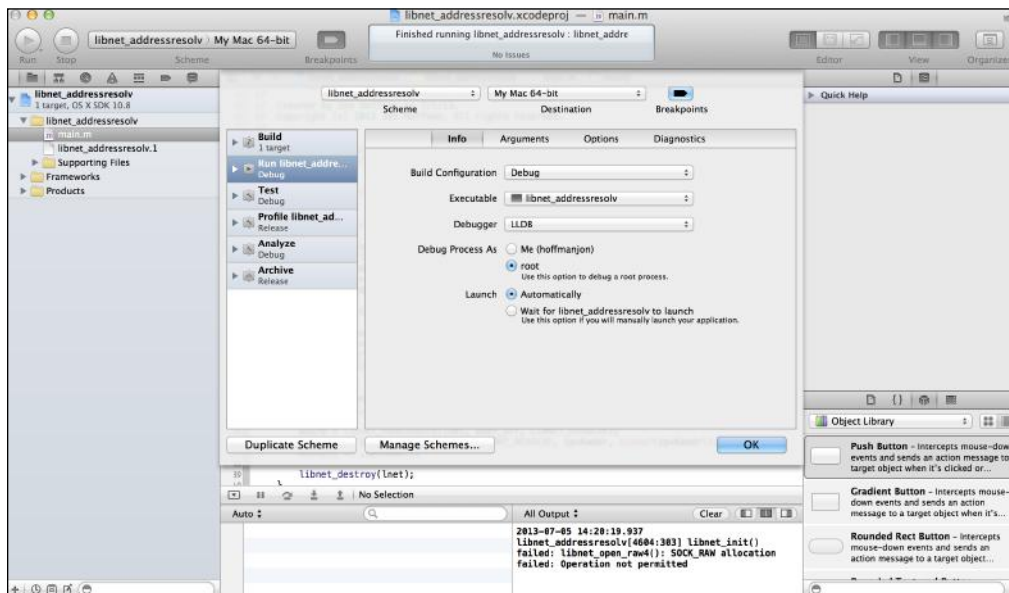 libnet_addressresolv.xcodeproj — m main.m
libnet_addressresolv › My Mac 64-bit
Finished running libnet_addressresolv : libnet_addre
No Issues
Run Stop Scheme Breakpoints Editor View Organizer
libnet_addressresolv
1 target, OS X SDK 10.8
libnet_addressresolv
main.m
libnet_addressresolv.1
Supporting Files
Frameworks
Products
libnet_addressresolv My Mac 64-bit
Scheme Destination Breakpoints
Build
1 target
Run libnet_addre...
Debug
Test
Debug
Profile libnet_ad...
Release
Analyze
Debug
Archive
Release
Info Arguments Options Diagnostics
Build Configuration Debug
Executable libnet_addressresolv
Debugger LLDB
Debug Process As Me (hoffmanjon)
root
Use this option to debug a root process.
Launch Automatically
Wait for libnet_addressresolv to launch
Use this option if you will manually launch your application.
Duplicate Scheme Manage Schemes... OK
libnet_destroy(lnet);
No Selection
Auto All Output Clear
2013-07-05 14:20:19.937
libnet_addressresolv[4604:303] libnet_init()
failed: libnet_open_raw4(): SOCK_RAW allocation
failed: Operation not permitted
Quick Help
Object Library
Push Button - Intercepts mouse-dow
events and sends an action message to
target object when it's clicked or...
Gradient Button - Intercepts mouse-
down events and sends an action
message to a target object when it's...
Rounded Rect Button - Intercepts
mouse-down events and sends an
action message to a target object...